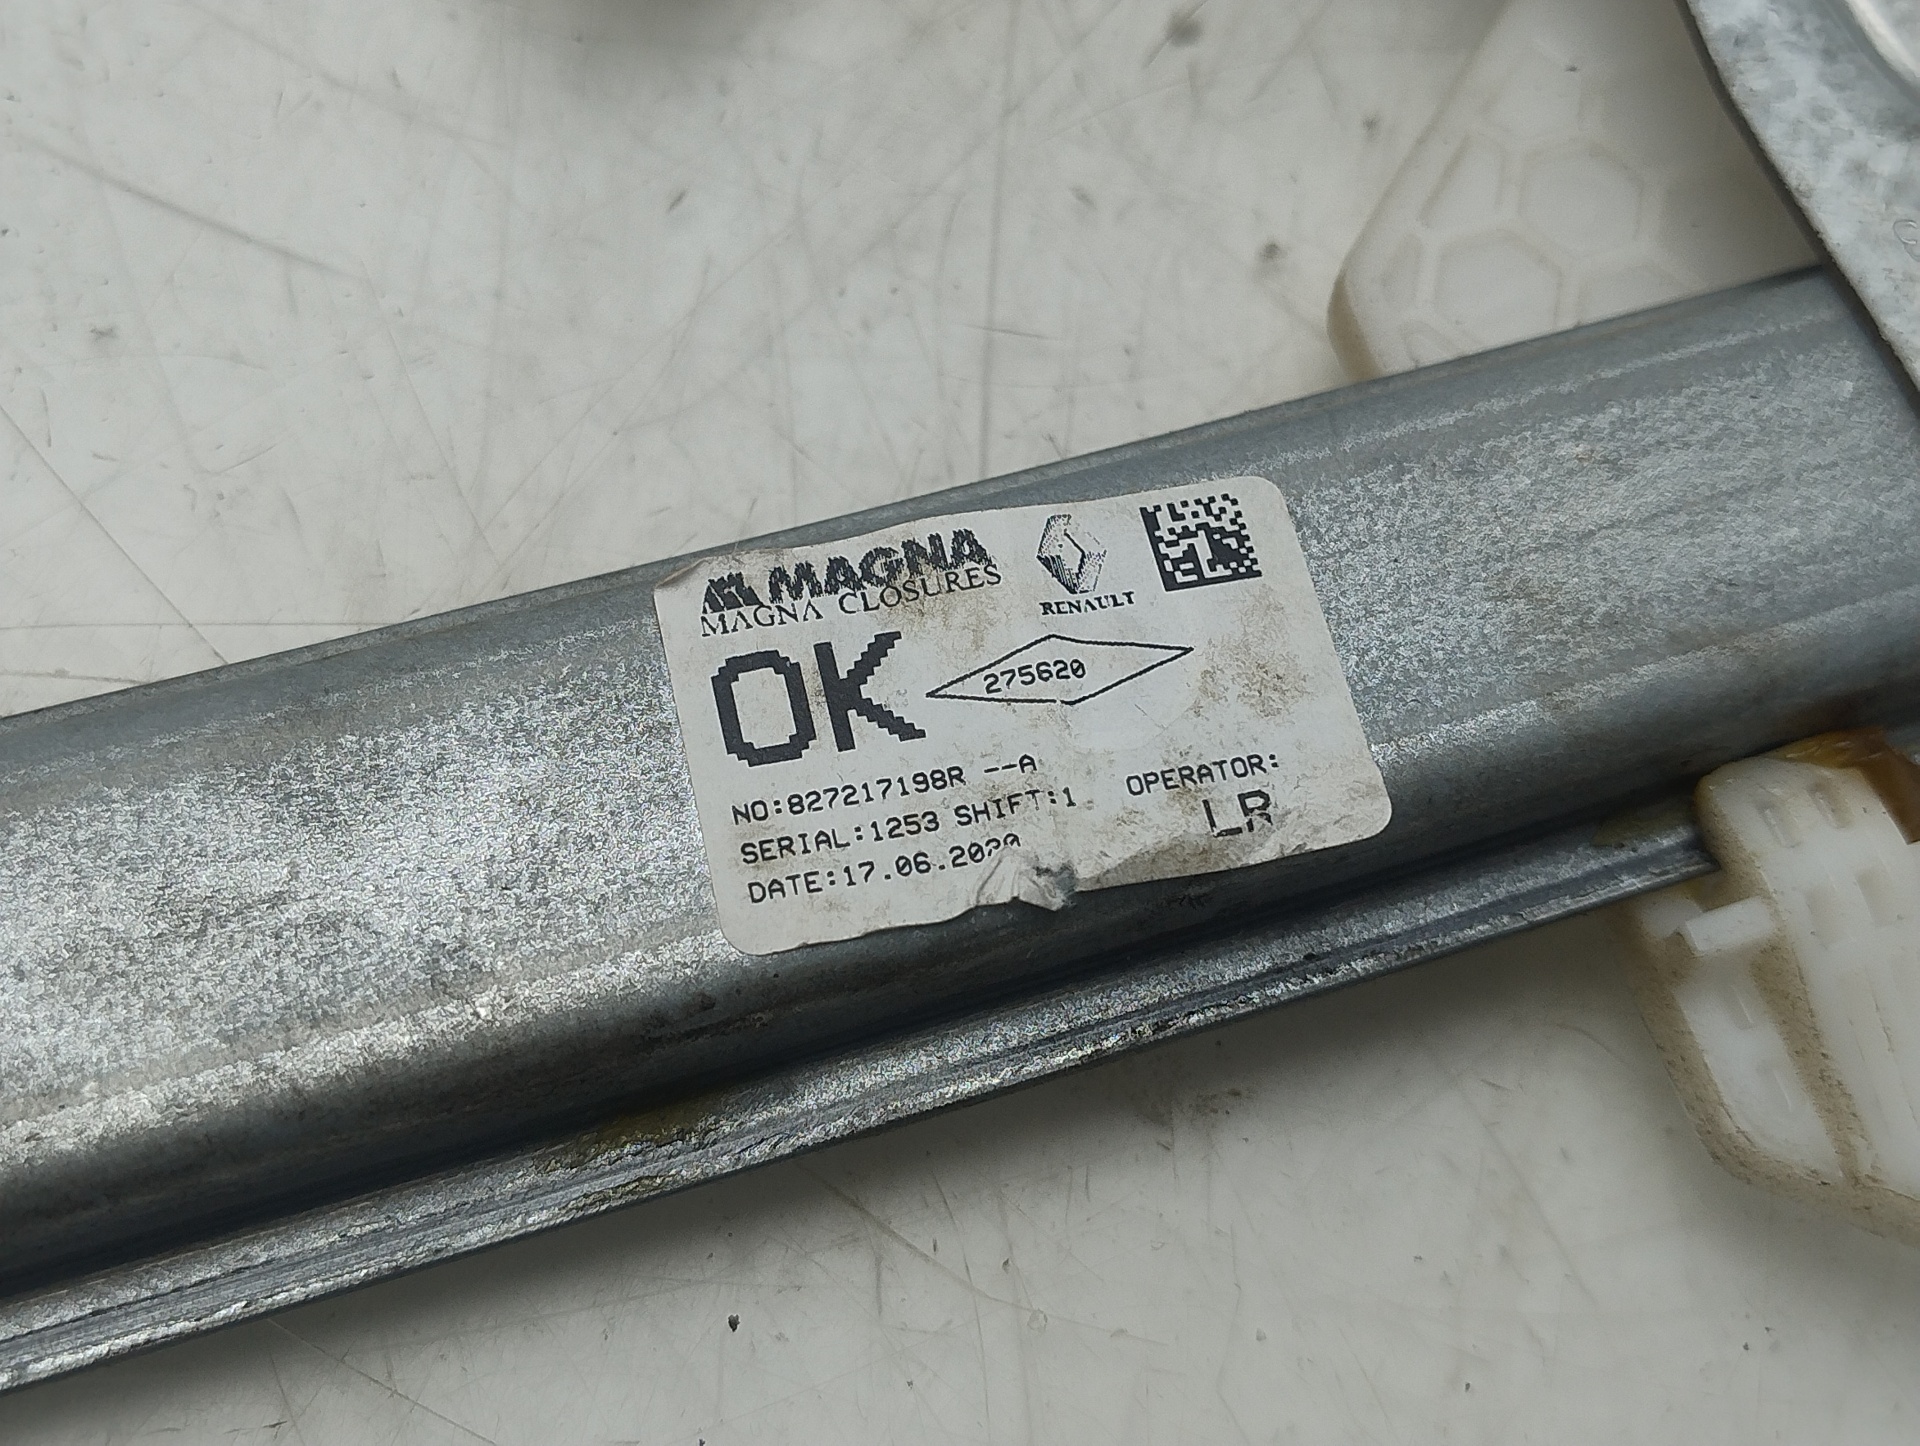 MAGNA
MAGNA CLOSURES
RENAULT
OK
275620
NO:827217198R --A
SERIAL:1253 SHIFT:1
OPERATOR:
LR
DATE:17.06.2020